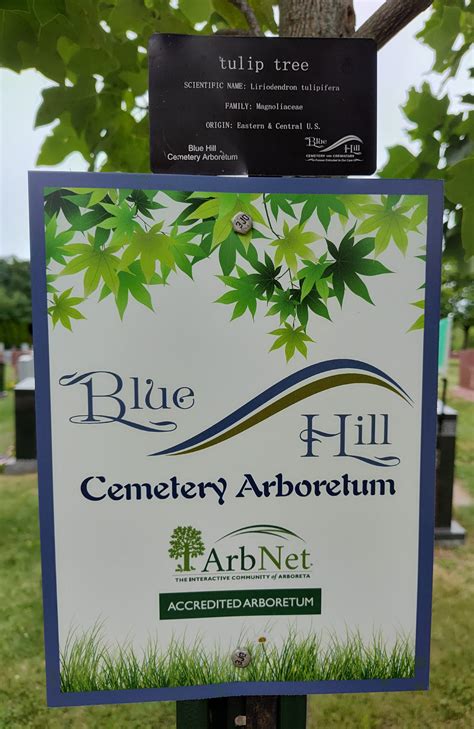 tulip tree
SCIENTIFIC NAME: Liriodendron tulipifera
FAMILY: Magnoliaceae
ORIGIN: Eastern & Central U.S.
Blue Hill
Cemetery Arboretum
Blue Hill
Blue Hill
Cemetery Arboretum
ArbNet
THE INTERACTIVE COMMUNITY of ARBORETA
ACCREDITED ARBORETUM